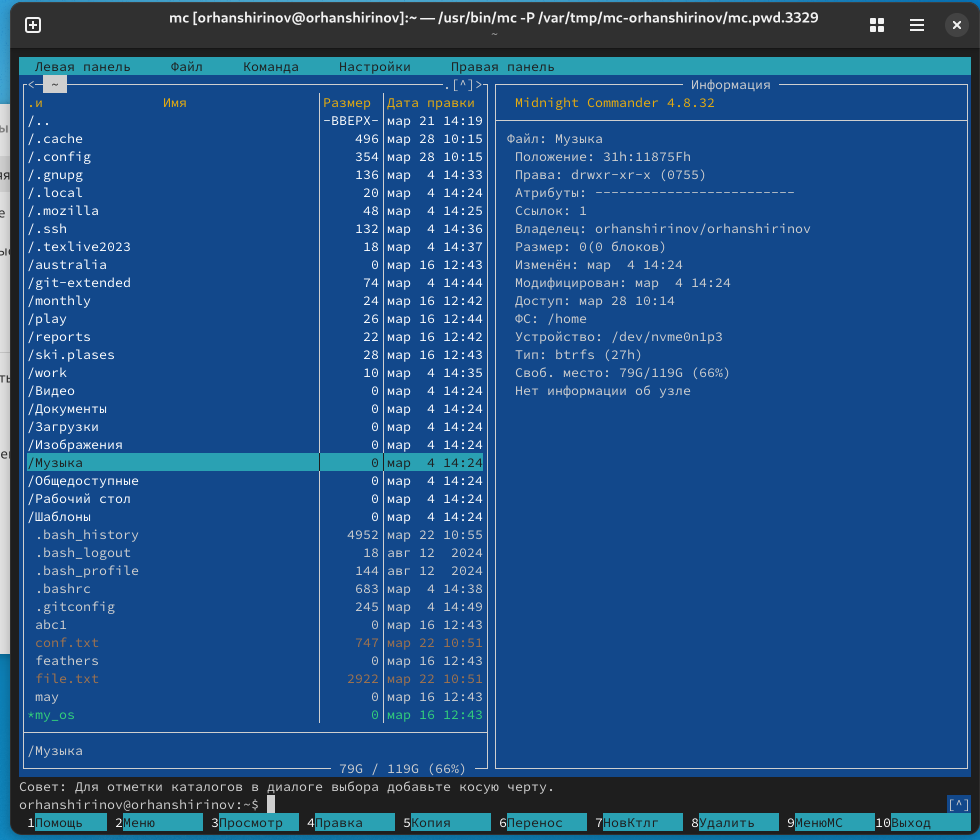 mc [orhanshirinov@orhanshirinov]:~ — /usr/bin/mc -P /var/tmp/mc-orhanshirinov/mc.pwd.3329
~
Левая панель Файл Команда Настройки Правая панель
<─ ~ .[^]>
.и Имя Размер Дата правки
/.. -ВВЕРХ- мар 21 14:19
/.cache 496 мар 28 10:15
/.config 354 мар 28 10:15
/.gnupg 136 мар 4 14:33
/.local 20 мар 4 14:24
/.mozilla 48 мар 4 14:25
/.ssh 132 мар 4 14:36
/.texlive2023 18 мар 4 14:37
/australia 0 мар 16 12:43
/git-extended 74 мар 4 14:44
/monthly 24 мар 16 12:42
/play 26 мар 16 12:44
/reports 22 мар 16 12:42
/ski.plases 28 мар 16 12:43
/work 10 мар 4 14:35
/Видео 0 мар 4 14:24
/Документы 0 мар 4 14:24
/Загрузки 0 мар 4 14:24
/Изображения 0 мар 4 14:24
/Музыка 0 мар 4 14:24
/Общедоступные 0 мар 4 14:24
/Рабочий стол 0 мар 4 14:24
/Шаблоны 0 мар 4 14:24
.bash_history 4952 мар 22 10:55
.bash_logout 18 авг 12 2024
.bash_profile 144 авг 12 2024
.bashrc 683 мар 4 14:38
.gitconfig 245 мар 4 14:49
abc1 0 мар 16 12:43
conf.txt 747 мар 22 10:51
feathers 0 мар 16 12:43
file.txt 2922 мар 22 10:51
may 0 мар 16 12:43
*my_os 0 мар 16 12:43
/Музыка
79G / 119G (66%)
Информация
Midnight Commander 4.8.32
Файл: Музыка
Положение: 31h:11875Fh
Права: drwxr-xr-x (0755)
Атрибуты: -------------------------
Ссылок: 1
Владелец: orhanshirinov/orhanshirinov
Размер: 0(0 блоков)
Изменён: мар 4 14:24
Модифицирован: мар 4 14:24
Доступ: мар 28 10:14
ФС: /home
Устройство: /dev/nvme0n1p3
Тип: btrfs (27h)
Своб. место: 79G/119G (66%)
Нет информации об узле
Совет: Для отметки каталогов в диалоге выбора добавьте косую черту.
orhanshirinov@orhanshirinov:~$ [^]
1Помощь 2Меню 3Просмотр 4Правка 5Копия 6Перенос 7НовКтлг 8Удалить 9МенюМС 10Выход